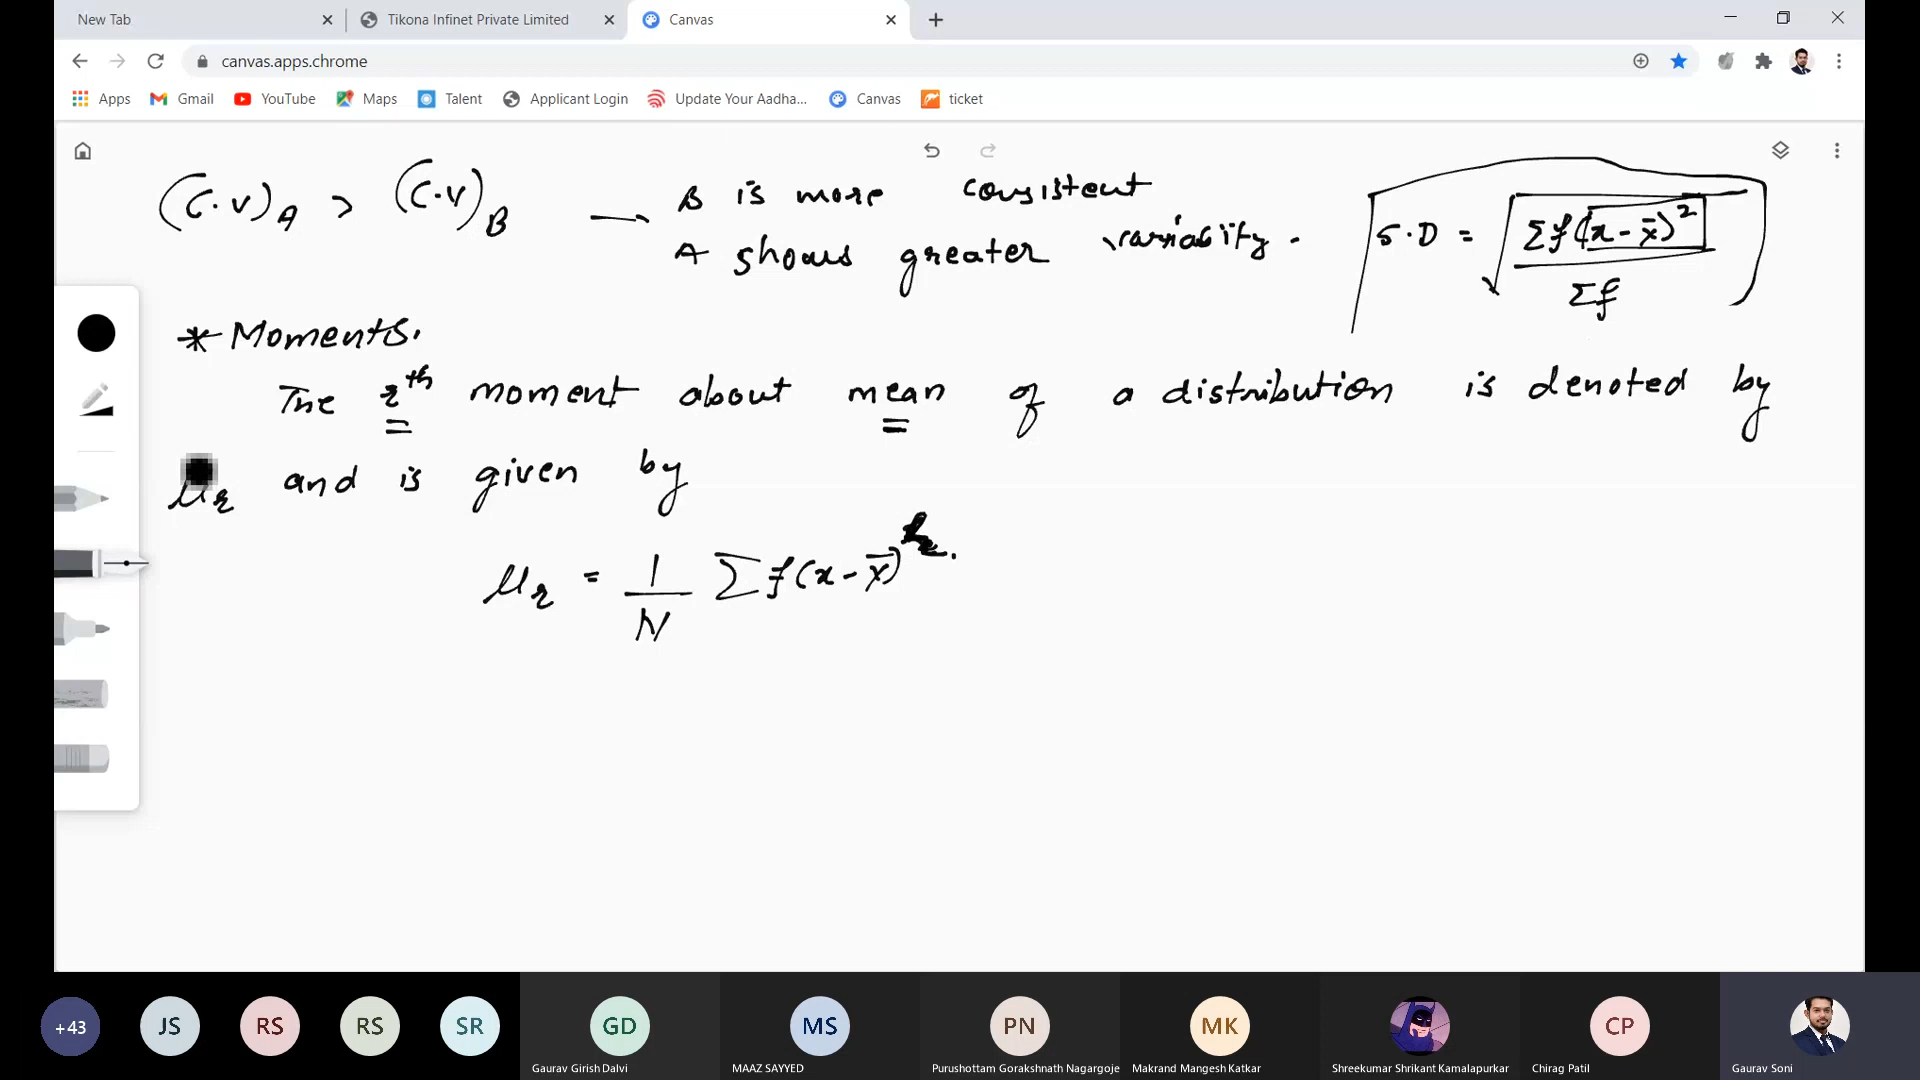 New Tab
Tikona Infinet Private Limited
Canvas
canvas.apps.chrome
Apps Gmail YouTube Maps Talent Applicant Login Update Your Aadha... Canvas ticket
(C.V)A > (C.V)B — B is more consistent
A shows greater variability.
S.D = √(Σf(x-x̄)² / Σf)
* Moments.
The rth moment about mean of a distribution is denoted by
μr and is given by
μr = 1/N Σf(x-x̄)^r.
+43 JS RS RS SR GD MS PN MK CP
Gaurav Girish Dalvi MAAZ SAYYED Purushottam Gorakshnath Nagargoje Makrand Mangesh Katkar Shreekumar Shrikant Kamalapurkar Chirag Patil Gaurav Soni